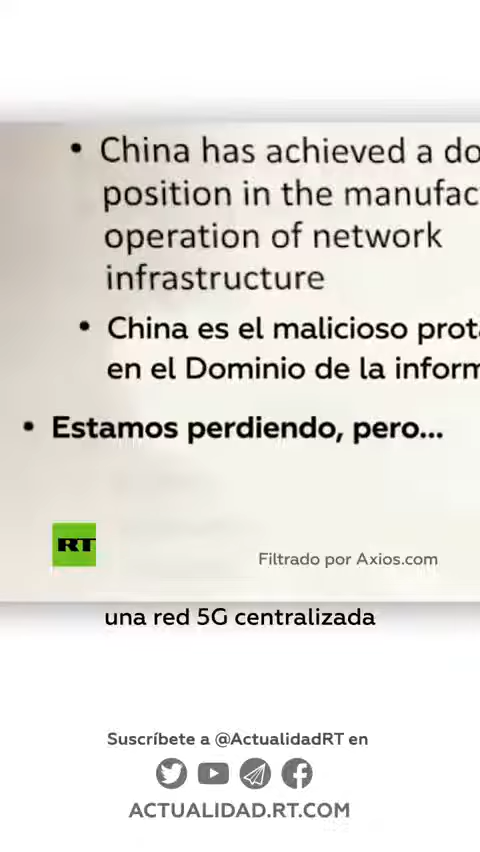 • China has achieved a do
position in the manufac
operation of network
infrastructure
• China es el malicioso prot
en el Dominio de la inform
• Estamos perdiendo, pero...
RT
Filtrado por Axios.com
una red 5G centralizada
Suscríbete a @ActualidadRT en
ACTUALIDAD.RT.COM